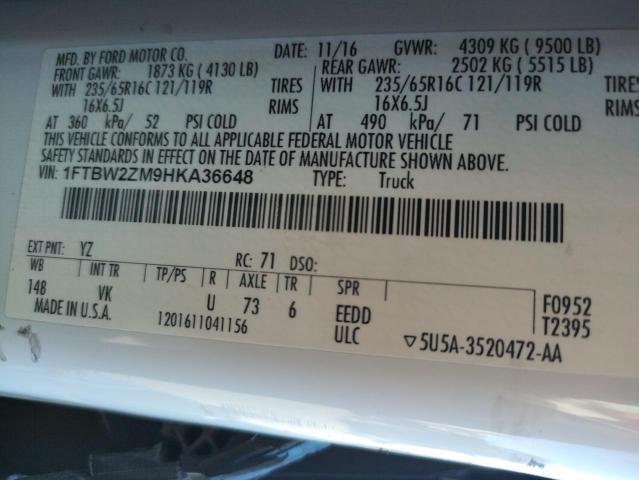 MFD. BY FORD MOTOR CO.
DATE: 11/16 GVWR: 4309 KG ( 9500 LB)
FRONT GAWR: 1873 KG ( 4130 LB)
REAR GAWR: 2502 KG ( 5515 LB)
WITH 235/65R16C 121/119R TIRES
WITH 235/65R16C 121/119R TIRES
16X6.5J RIMS
16X6.5J RIMS
AT 360 kPa/ 52 PSI COLD
AT 490 kPa/ 71 PSI COLD
THIS VEHICLE CONFORMS TO ALL APPLICABLE FEDERAL MOTOR VEHICLE
SAFETY STANDARDS IN EFFECT ON THE DATE OF MANUFACTURE SHOWN ABOVE.
VIN: 1FTBW2ZM9HKA36648 TYPE: Truck
EXT PNT: YZ RC: 71 DSO:
WB INT TR TP/PS R AXLE TR SPR
148 VK U 73 6 EEDD F0952
MADE IN U.S.A. 1201611041156 ULC T2395
▽5U5A-3520472-AA